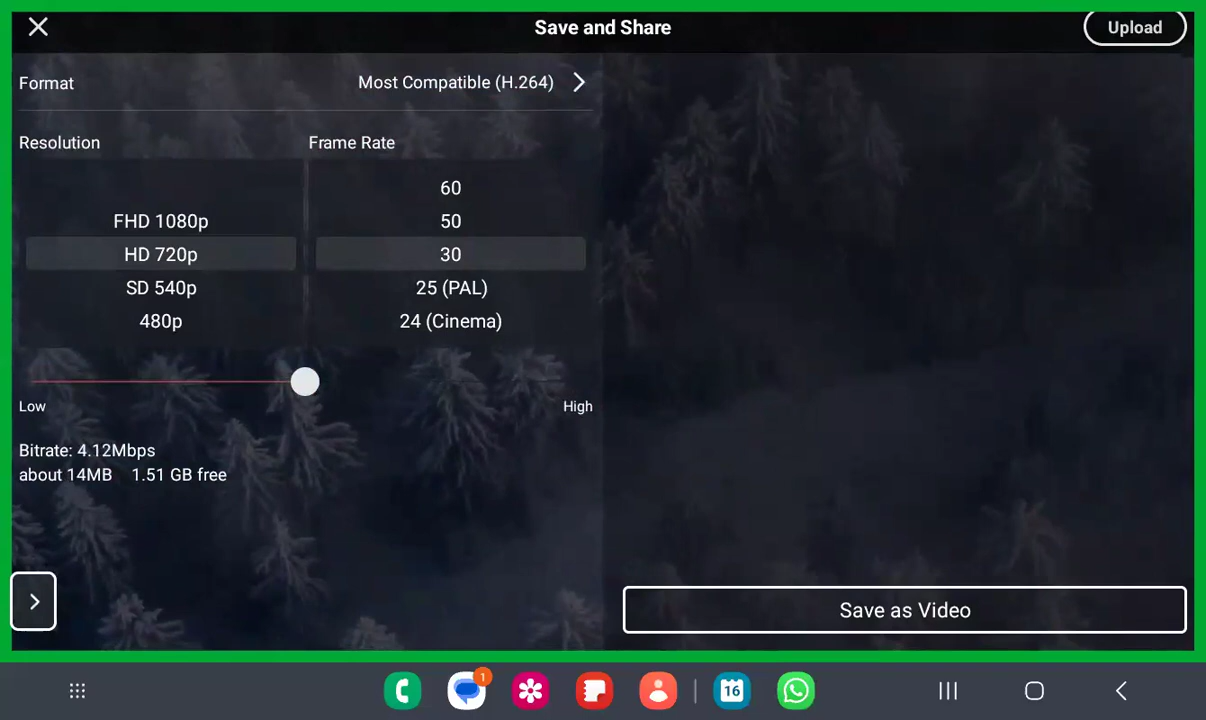 Save and Share
Upload
Format
Most Compatible (H.264)
Resolution
Frame Rate
60
FHD 1080p
50
HD 720p
30
SD 540p
25 (PAL)
480p
24 (Cinema)
Low
High
Bitrate: 4.12Mbps
about 14MB 1.51 GB free
Save as Video
1
16